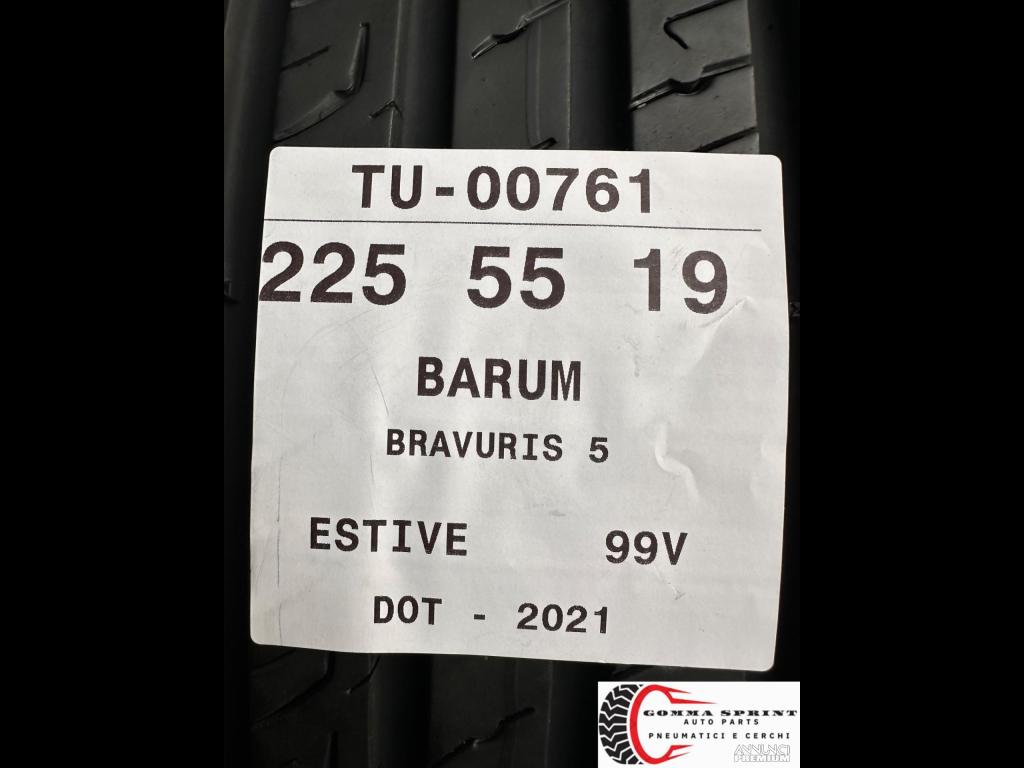 TU-00761
225 55 19
BARUM
BRAVURIS 5
ESTIVE 99V
DOT - 2021
GOMMA SPRINT
AUTO PARTS
PNEUMATICI E CERCHI
ANNUNCI
PREMIUM